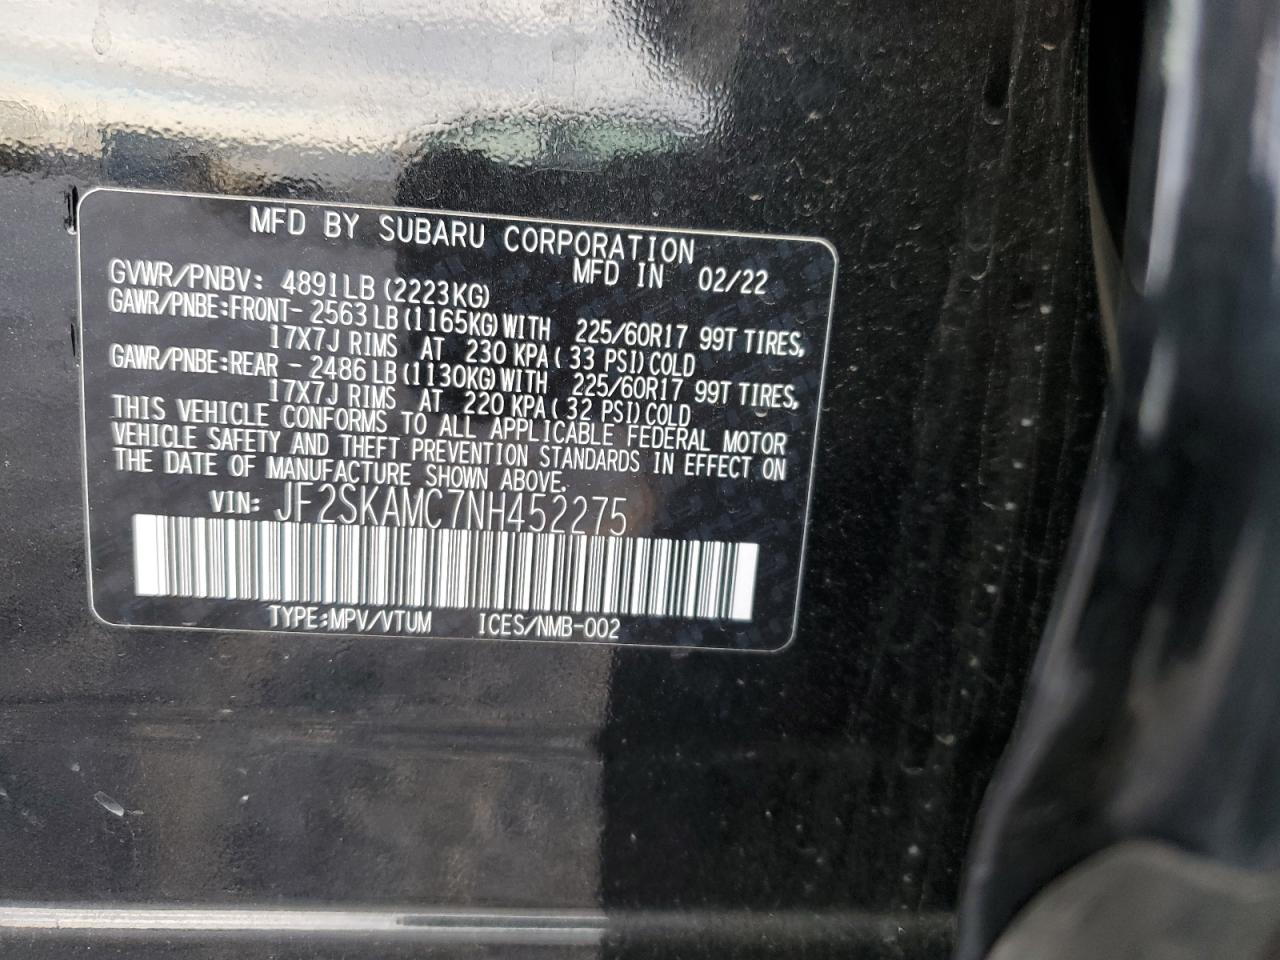 MFD BY SUBARU CORPORATION
GVWR/PNBV: 4891LB (2223KG) MFD IN 02/22
GAWR/PNBE:FRONT- 2563 LB (1165KG) WITH 225/60R17 99T TIRES,
17X7J RIMS AT 230 KPA ( 33 PSI) COLD
GAWR/PNBE:REAR - 2486 LB (1130KG) WITH 225/60R17 99T TIRES,
17X7J RIMS AT 220 KPA ( 32 PSI) COLD
THIS VEHICLE CONFORMS TO ALL APPLICABLE FEDERAL MOTOR
VEHICLE SAFETY AND THEFT PREVENTION STANDARDS IN EFFECT ON
THE DATE OF MANUFACTURE SHOWN ABOVE.
VIN: JF2SKAMC7NH452275
TYPE:MPV/VTUM ICES/NMB-002